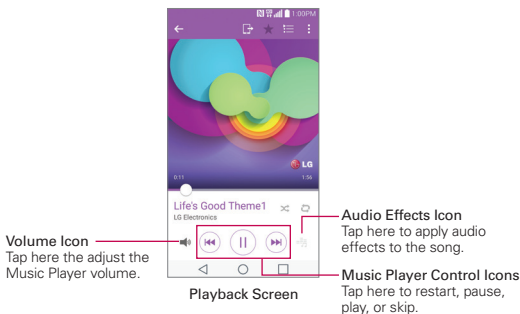 1:00PM
LG
0:11
1:56
Life's Good Theme1
LG Electronics
Volume Icon
Tap here the adjust the
Music Player volume.
Audio Effects Icon
Tap here to apply audio
effects to the song.
Music Player Control Icons
Tap here to restart, pause,
play, or skip.
Playback Screen